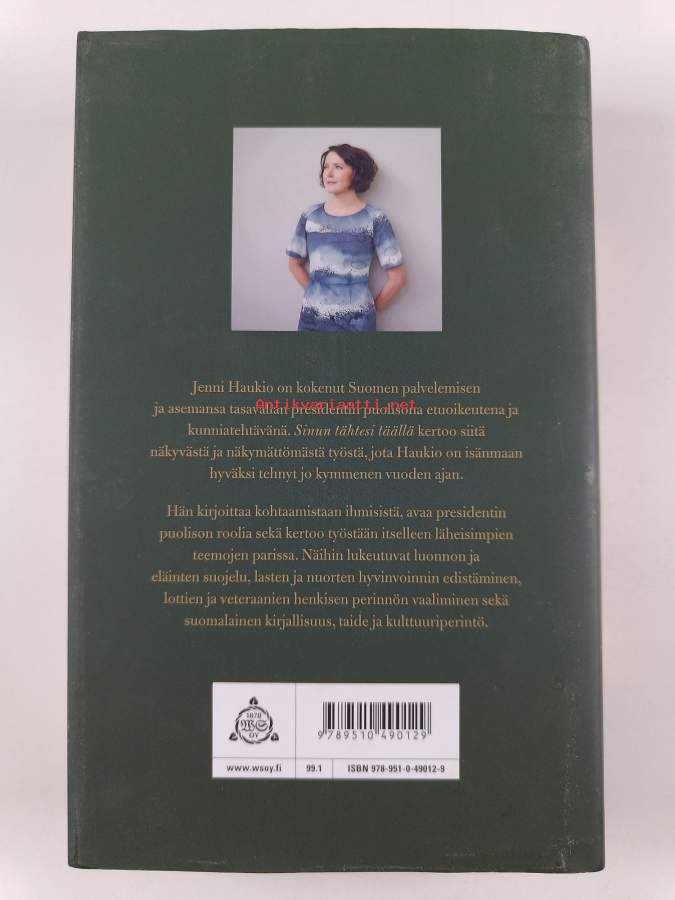 Jenni Haukio on kokenut Suomen palvelemisen
ja asemansa tasavallan presidentin puolisona etuoikeutena ja
Antikvariaatti.net
kunniatehtävänä. Sinun tähtesi täällä kertoo siitä
näkyvästä ja näkymättömästä työstä, jota Haukio on isänmaan
hyväksi tehnyt jo kymmenen vuoden ajan.
Hän kirjoittaa kohtaamistaan ihmisistä, avaa presidentin
puolison roolia sekä kertoo työstään itselleen läheisimpien
teemojen parissa. Näihin lukeutuvat luonnon ja
eläinten suojelu, lasten ja nuorten hyvinvoinnin edistäminen,
lottien ja veteraanien henkisen perinnön vaaliminen sekä
suomalainen kirjallisuus, taide ja kulttuuriperintö.
1878
WS
OY
9 789510 490129
www.wsoy.fi
99.1
ISBN 978-951-0-49012-9